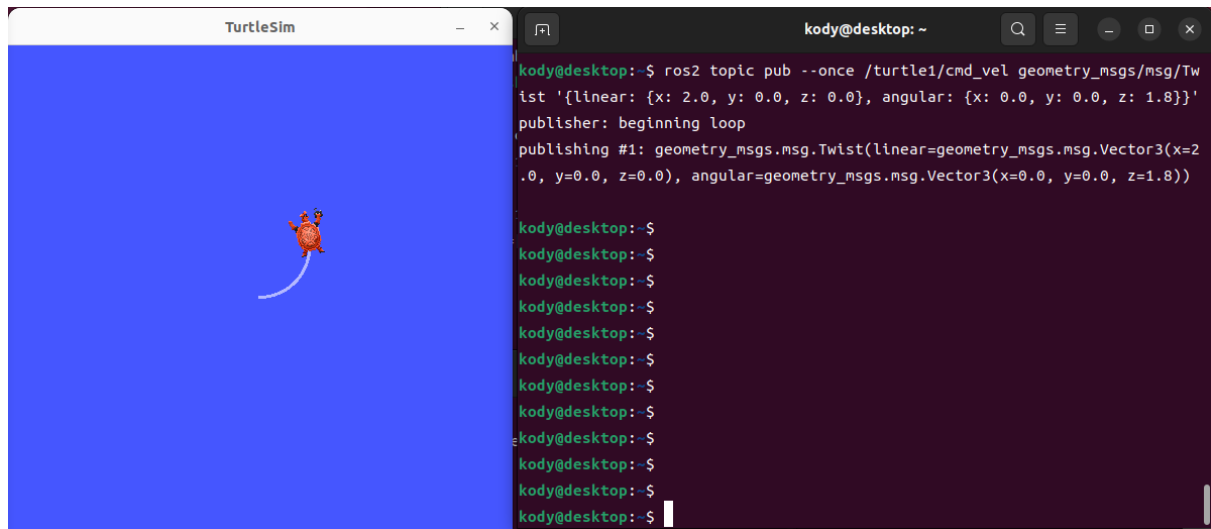 TurtleSim
kody@desktop: ~
kody@desktop:~$ ros2 topic pub --once /turtle1/cmd_vel geometry_msgs/msg/Tw
ist '{linear: {x: 2.0, y: 0.0, z: 0.0}, angular: {x: 0.0, y: 0.0, z: 1.8}}'
publisher: beginning loop
publishing #1: geometry_msgs.msg.Twist(linear=geometry_msgs.msg.Vector3(x=2
.0, y=0.0, z=0.0), angular=geometry_msgs.msg.Vector3(x=0.0, y=0.0, z=1.8))
kody@desktop:~$
kody@desktop:~$
kody@desktop:~$
kody@desktop:~$
kody@desktop:~$
kody@desktop:~$
kody@desktop:~$
kody@desktop:~$
kody@desktop:~$
kody@desktop:~$
kody@desktop:~$
kody@desktop:~$